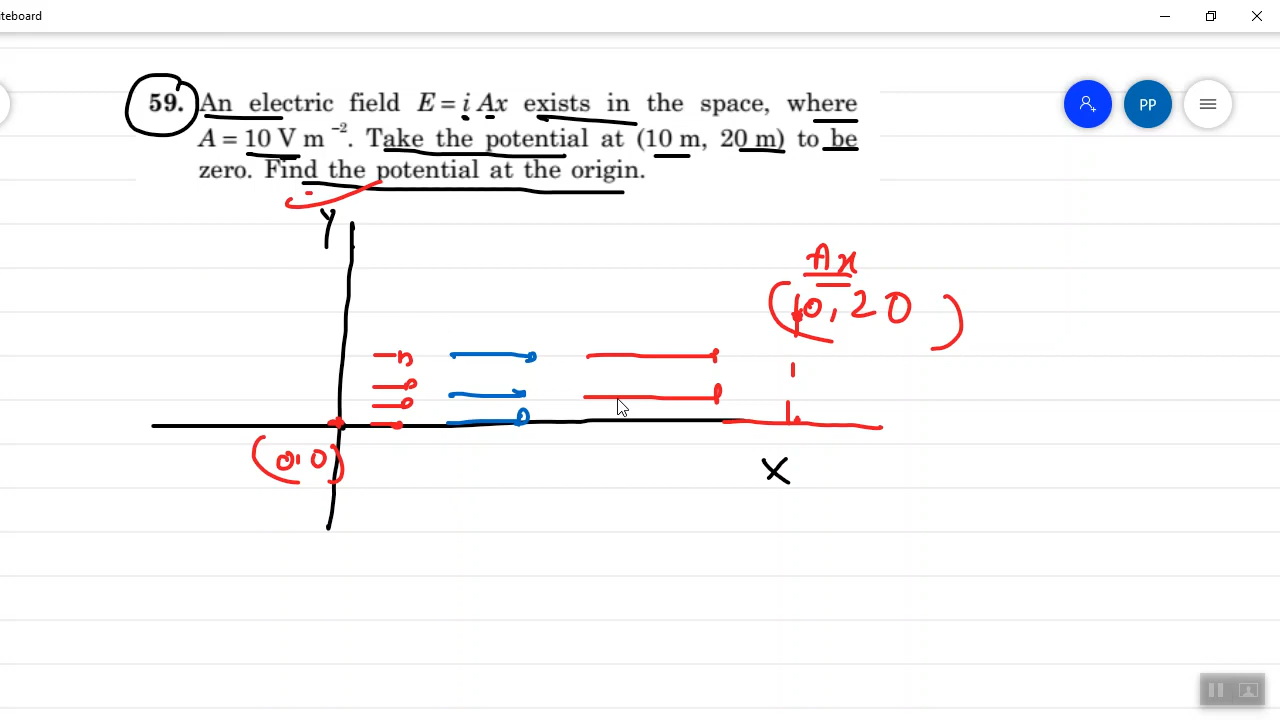 teboard
59. An electric field E = i Ax exists in the space, where
A = 10 V m⁻². Take the potential at (10 m, 20 m) to be
zero. Find the potential at the origin.
PP
Y
Ax
(10, 20)
(0,0)
X